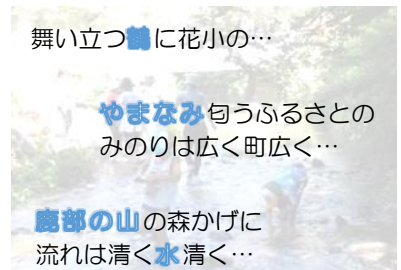 舞い立つ鶴に花小の…
やまなみ匂うふるさとの
みのりは広く町広く…
鹿部の山の森かげに
流れは清く水清く…